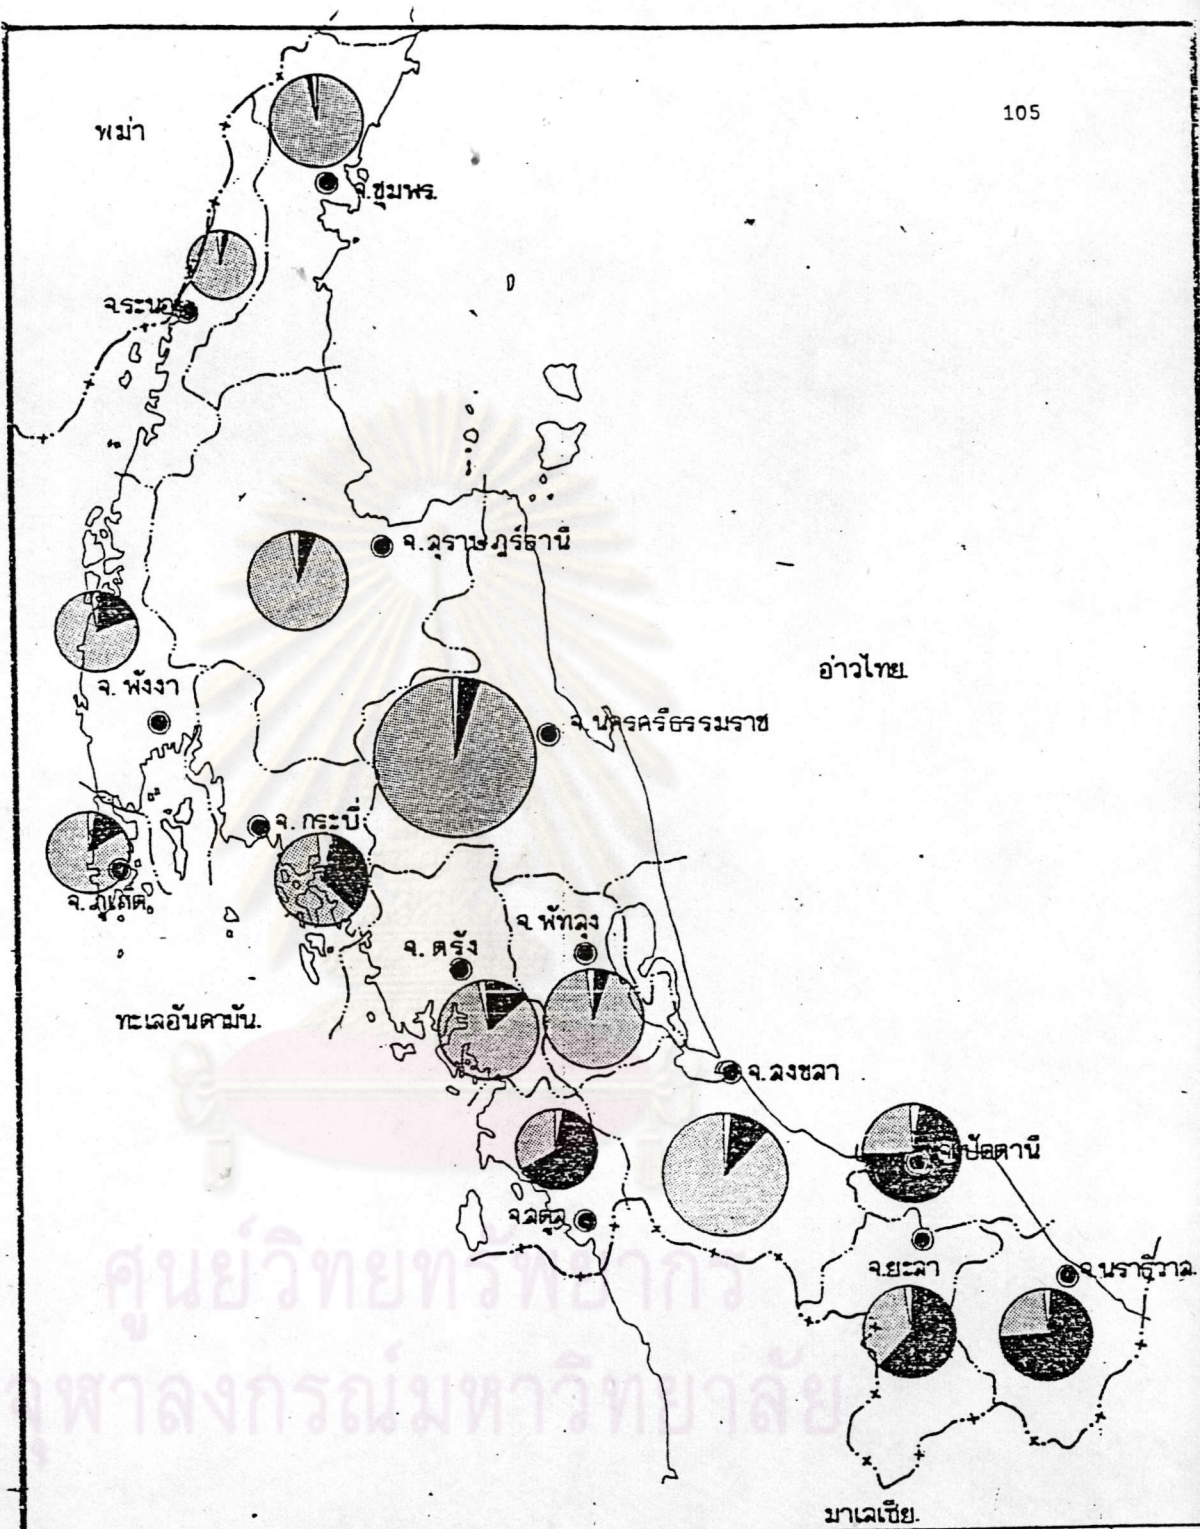 105
พม่า
จ.ชุมพร.
จ.ระนอง
จ.สุราษฎร์ธานี
อ่าวไทย.
จ. พังงา
จ.นครศรีธรรมราช
จ. กระบี่
จ.ภูเก็ต.
จ. ตรัง
จ. พัทลุง
ทะเลอันดามัน.
จ.สงขลา
จ.ปัตตานี
จ.สตูล
จ.ยะลา
จ.นราธิวาส.
ศูนย์วิทยทรัพยากร
จุฬาลงกรณ์มหาวิทยาลัย
มาเลเซีย.